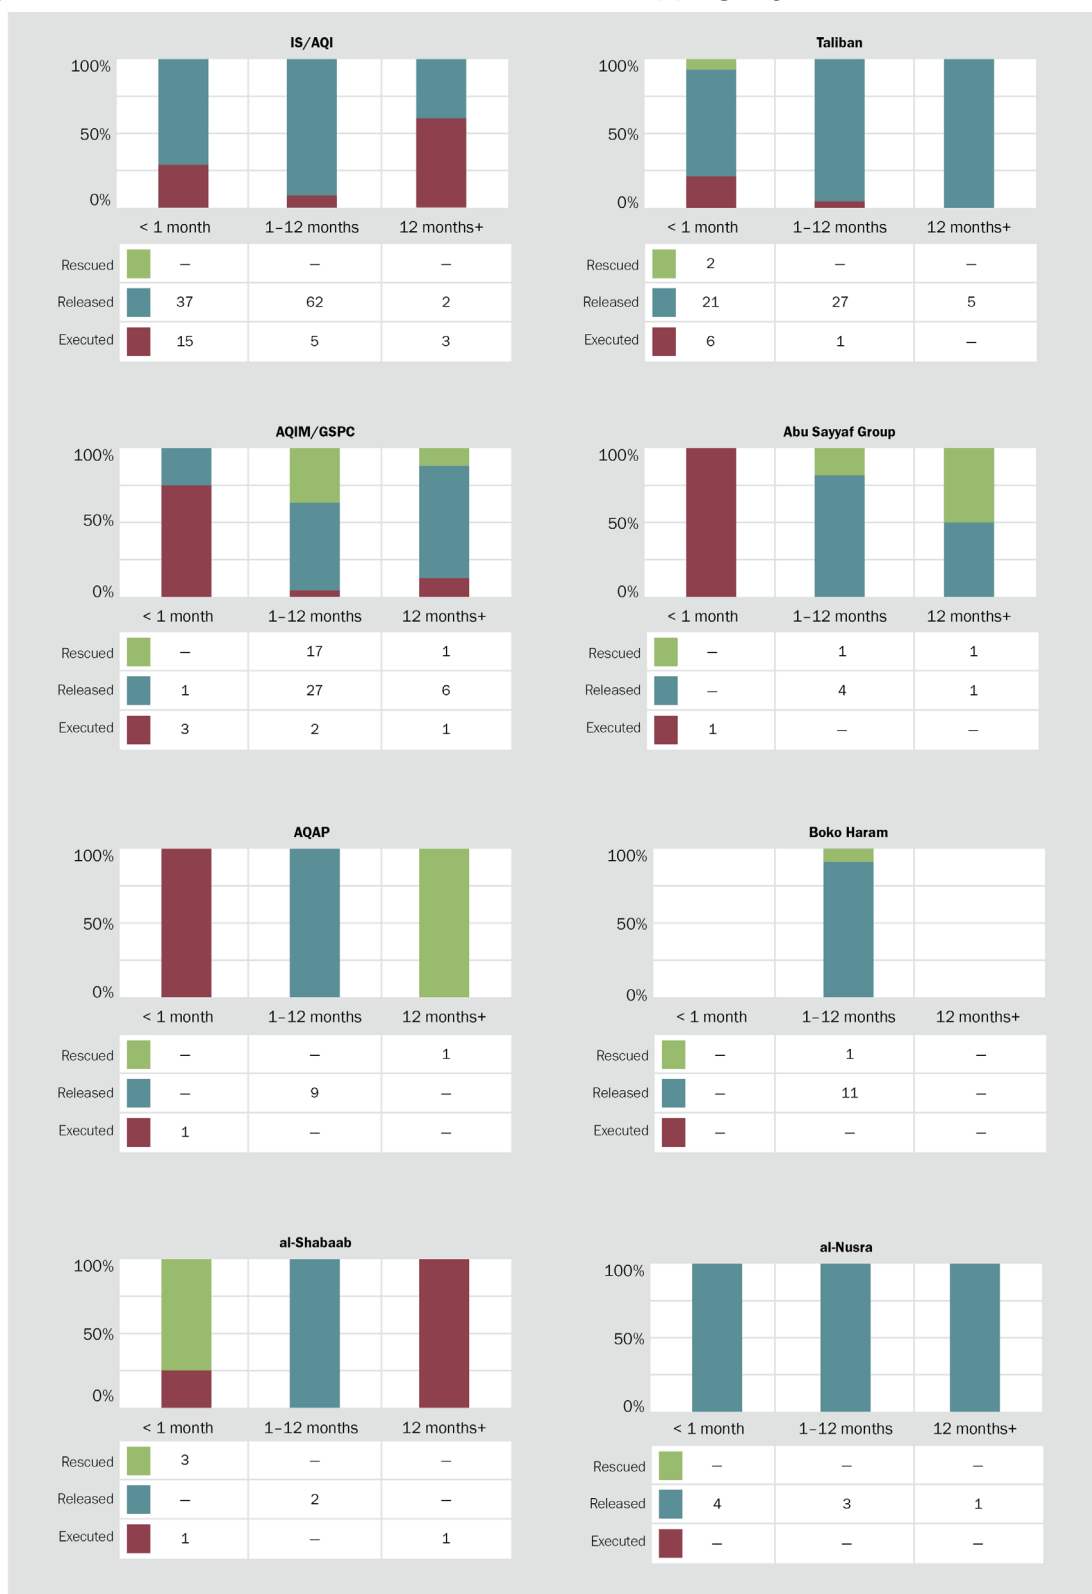 IS/AQI
100%
50%
0%
< 1 month 1–12 months 12 months+
Rescued — — —
Released 37 62 2
Executed 15 5 3
Taliban
100%
50%
0%
< 1 month 1–12 months 12 months+
Rescued 2 — —
Released 21 27 5
Executed 6 1 —
AQIM/GSPC
100%
50%
0%
< 1 month 1–12 months 12 months+
Rescued — 17 1
Released 1 27 6
Executed 3 2 1
Abu Sayyaf Group
100%
50%
0%
< 1 month 1–12 months 12 months+
Rescued — 1 1
Released — 4 1
Executed 1 — —
AQAP
100%
50%
0%
< 1 month 1–12 months 12 months+
Rescued — — 1
Released — 9 —
Executed 1 — —
Boko Haram
100%
50%
0%
< 1 month 1–12 months 12 months+
Rescued — 1 —
Released — 11 —
Executed — — —
al-Shabaab
100%
50%
0%
< 1 month 1–12 months 12 months+
Rescued 3 — —
Released — 2 —
Executed 1 — 1
al-Nusra
100%
50%
0%
< 1 month 1–12 months 12 months+
Rescued — — —
Released 4 3 1
Executed — — —